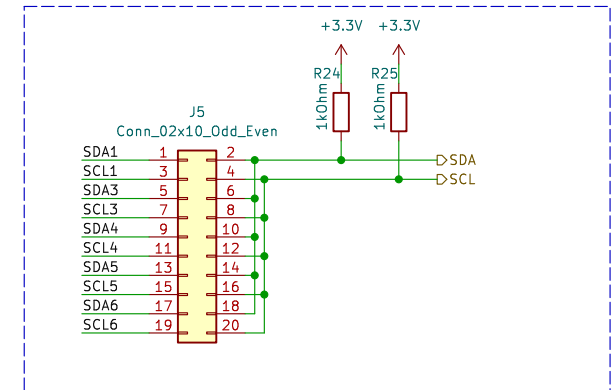 +3.3V +3.3V
R24 R25
1kOhm 1kOhm
J5
Conn_02x10_Odd_Even
SDA1 1 2 SDA
SCL1 3 4 SCL
SDA3 5 6
SCL3 7 8
SDA4 9 10
SCL4 11 12
SDA5 13 14
SCL5 15 16
SDA6 17 18
SCL6 19 20